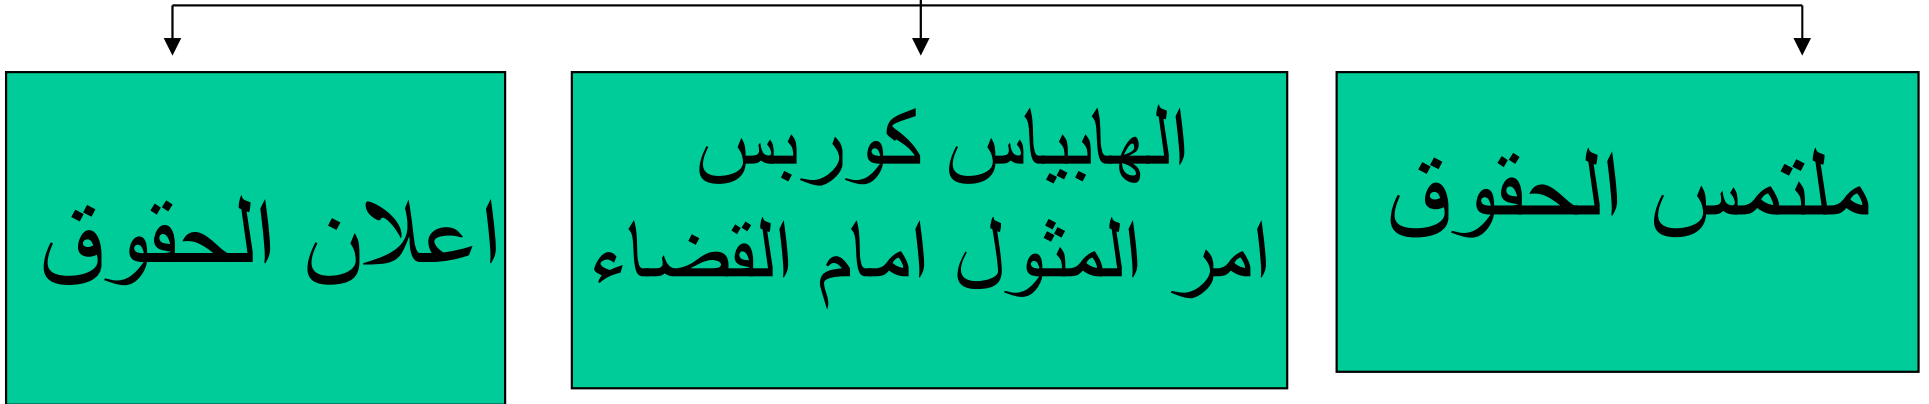 ملتمس الحقوق
الهابياس كوربس
امر المثول امام القضاء
اعلان الحقوق